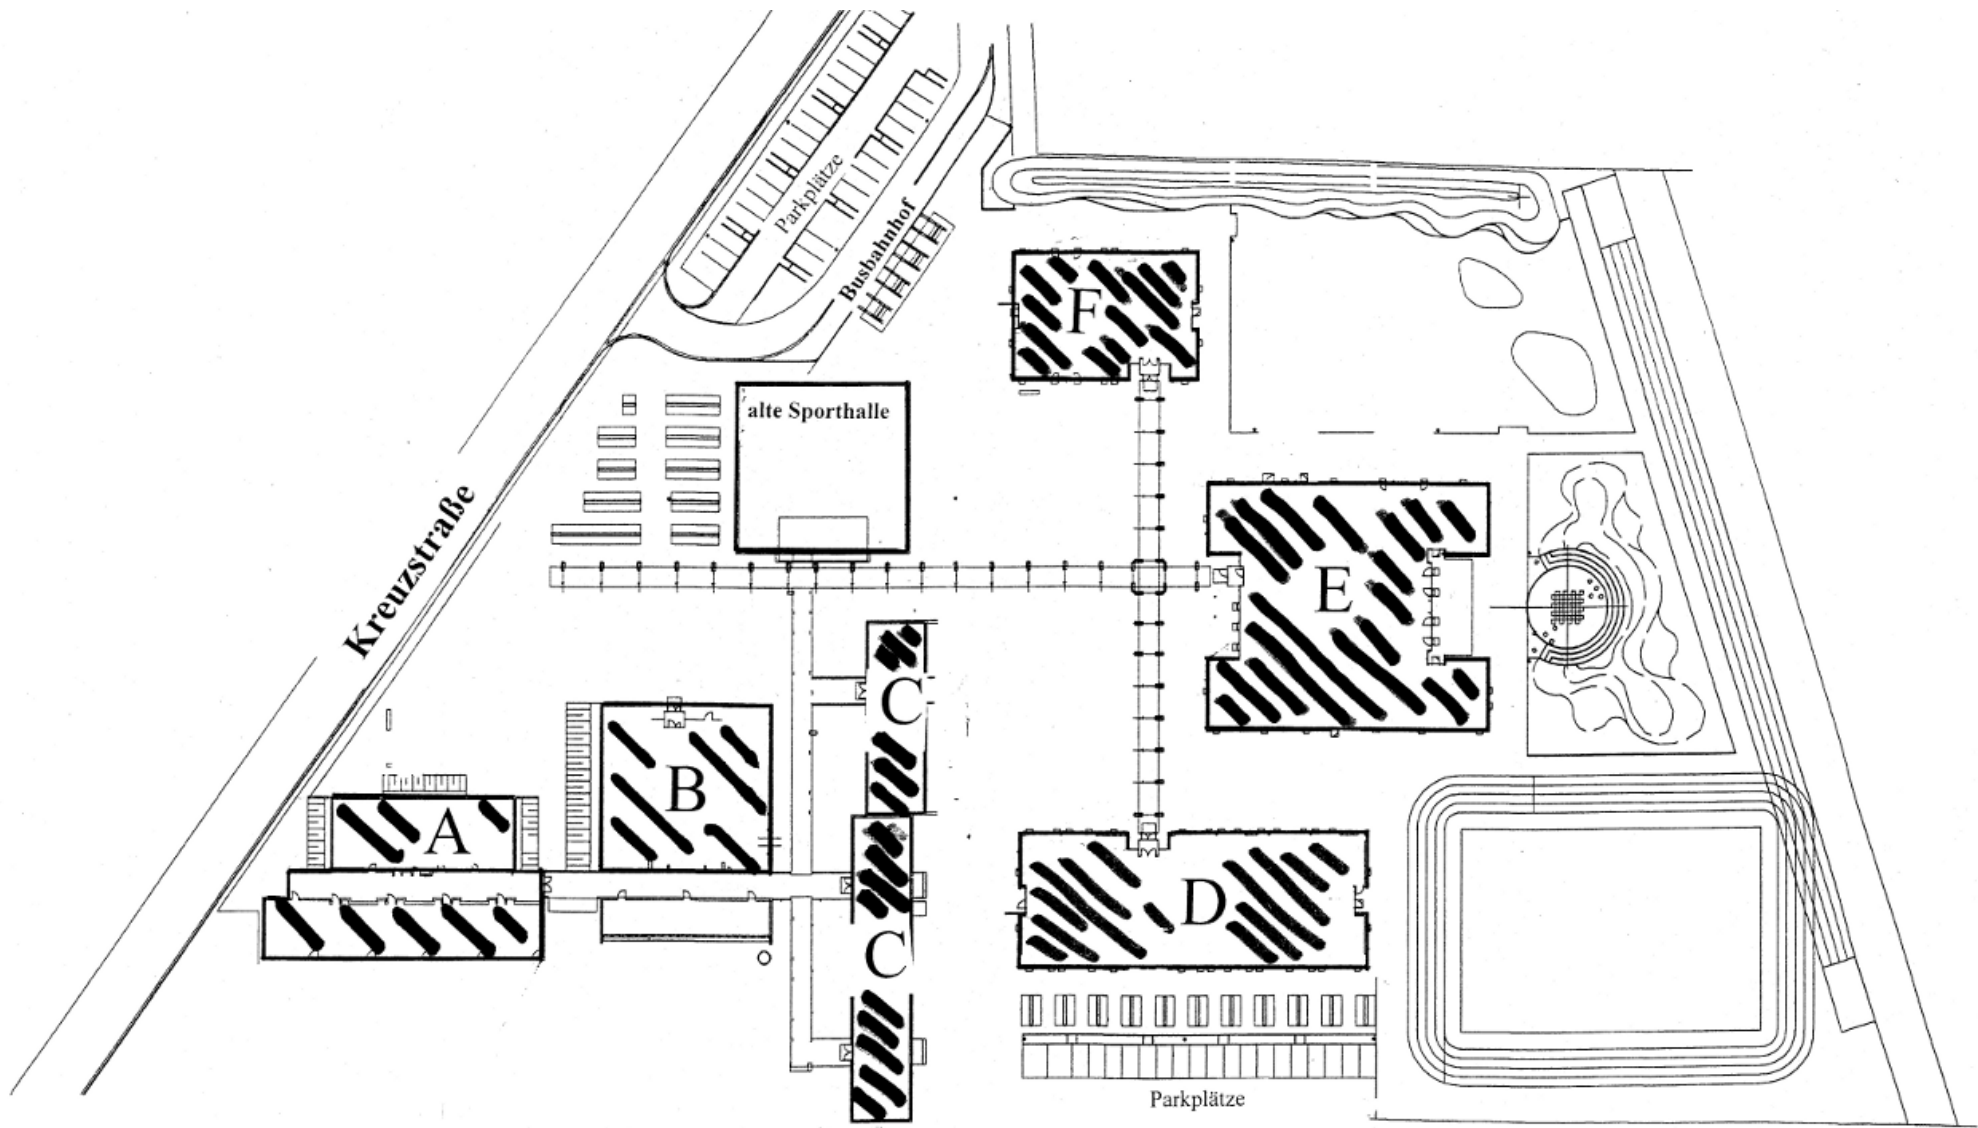 Parkplätze
Busbahnhof
F
alte Sporthalle
Kreuzstraße
E
C
B
A
D
C
Parkplätze